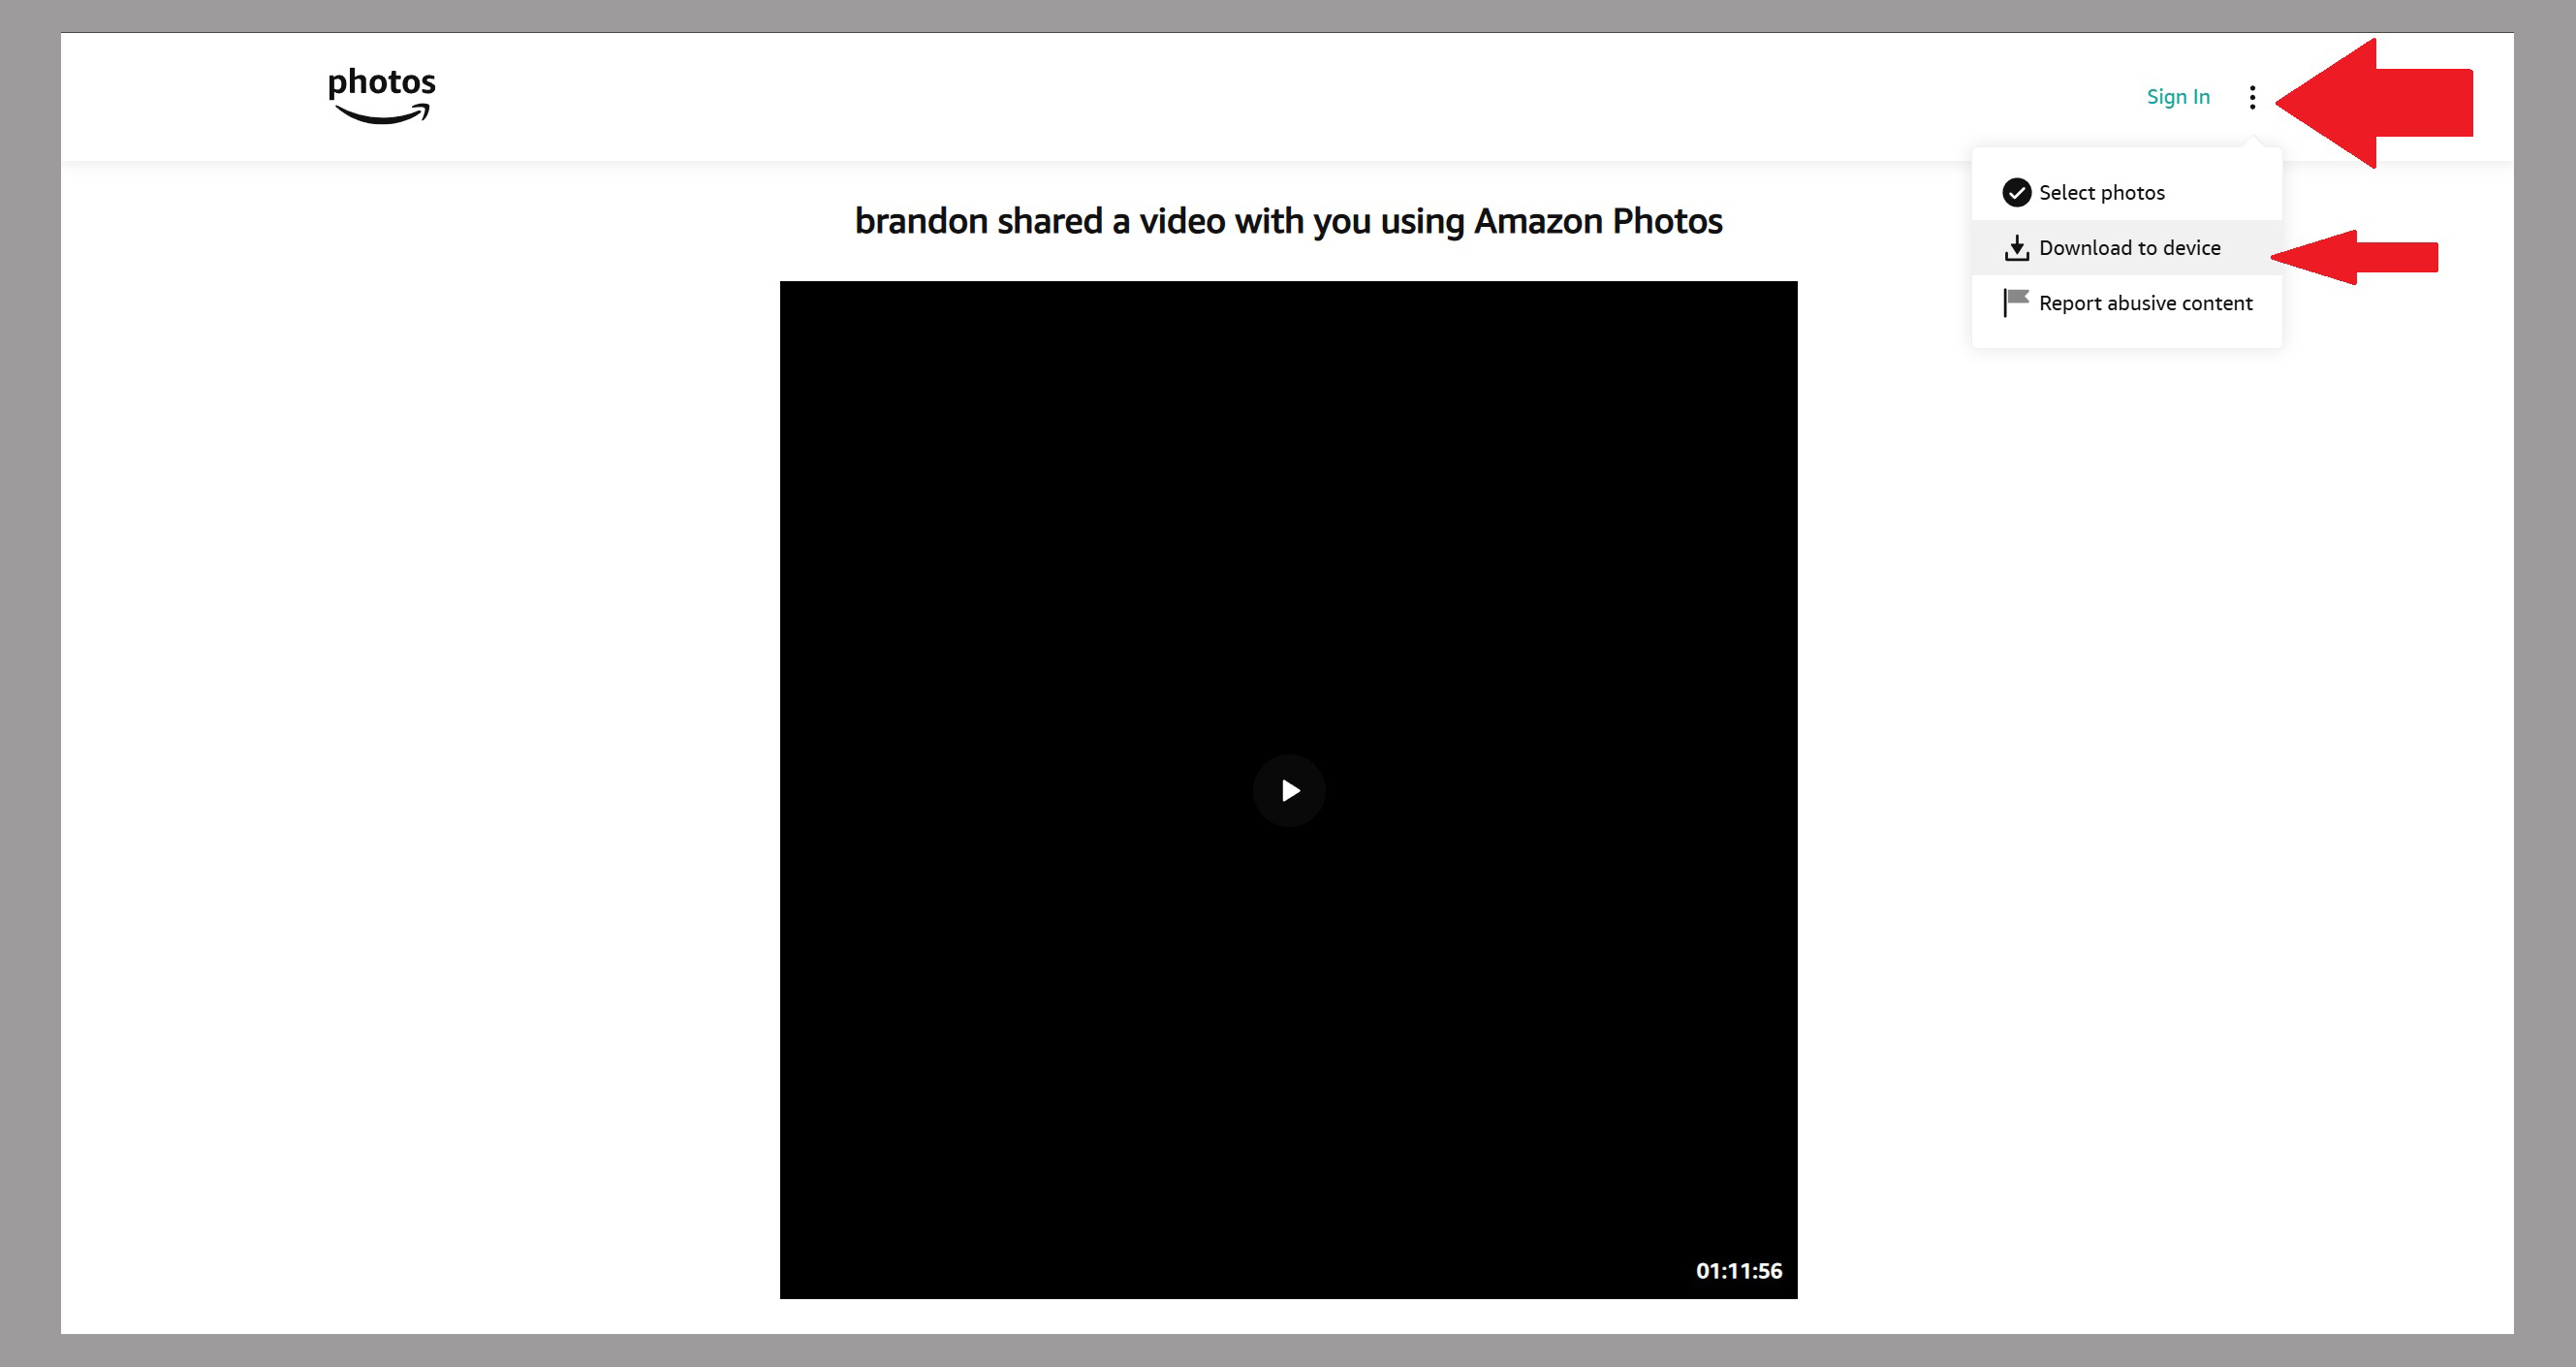 photos
Sign In
Select photos
Download to device
Report abusive content
brandon shared a video with you using Amazon Photos
01:11:56